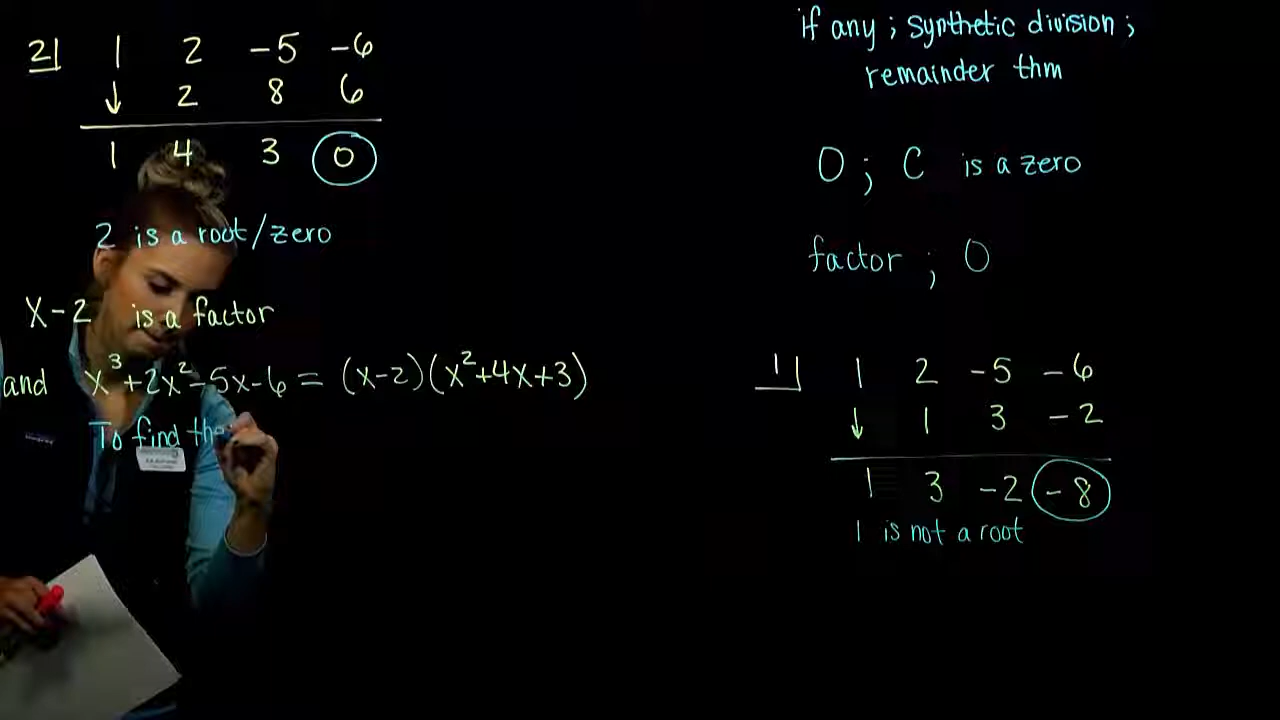 2| 1 2 -5 -6
↓ 2 8 6
1 4 3 0
2 is a root/zero
x-2 is a factor
and x³+2x²-5x-6 = (x-2)(x²+4x+3)
To find the
if any ; synthetic division ;
remainder thm
0 ; C is a zero
factor ; 0
1| 1 2 -5 -6
↓ 1 3 -2
1 3 -2 -8
1 is not a root